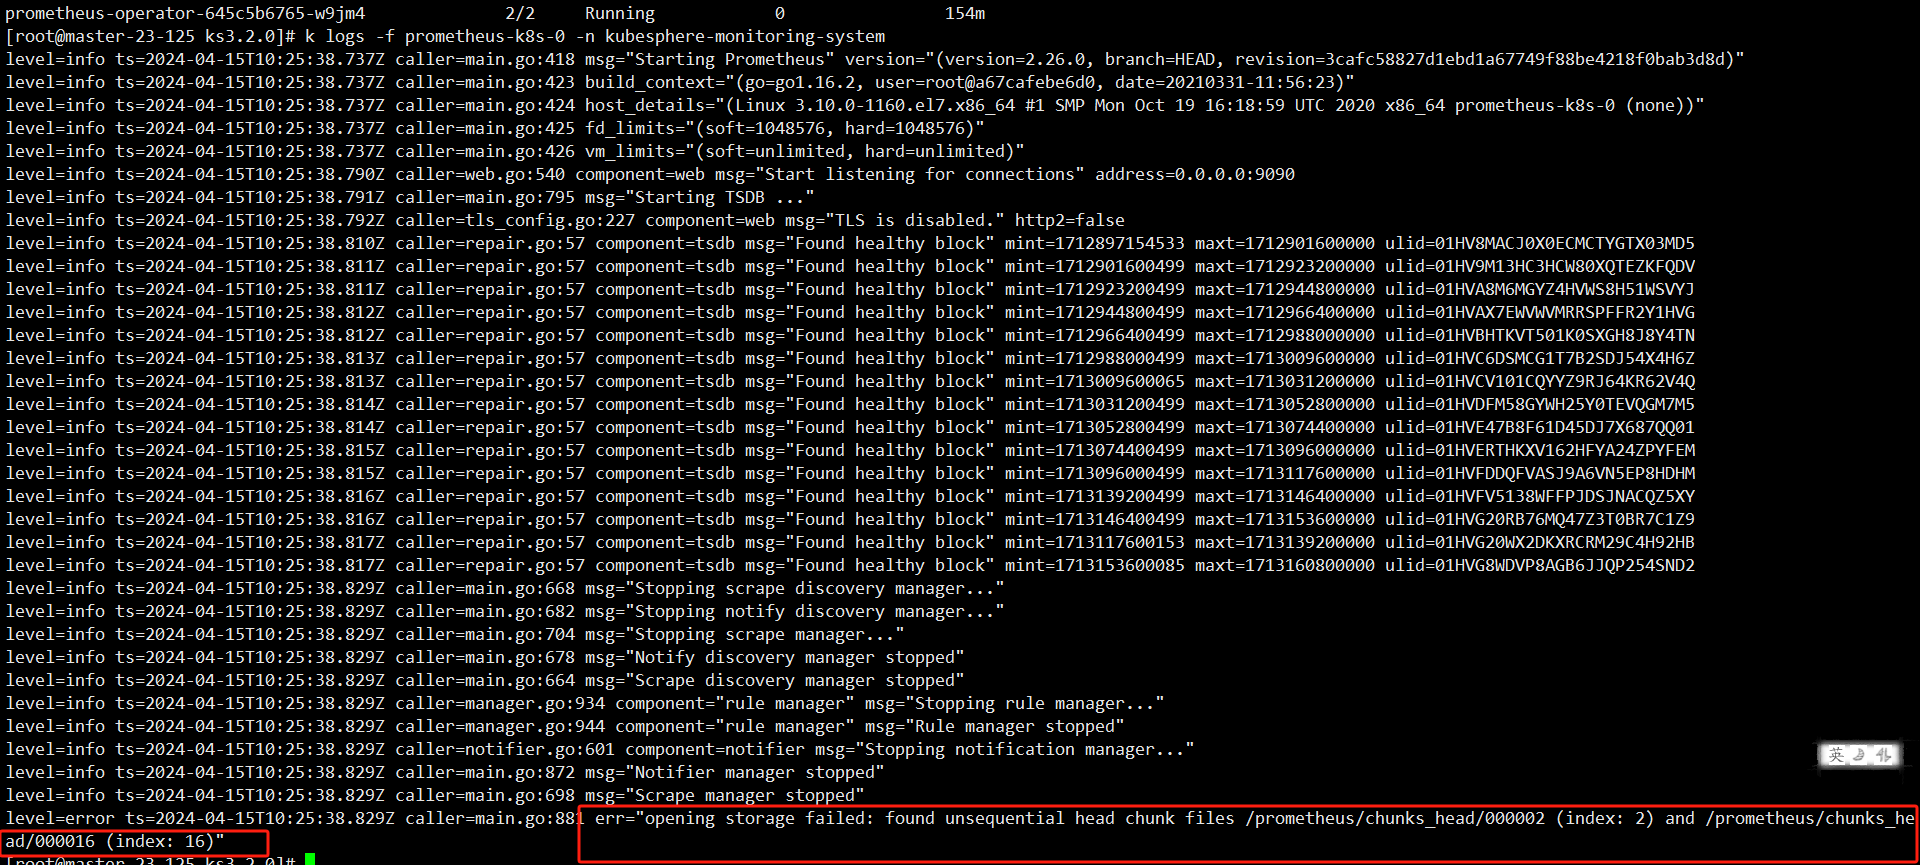 prometheus-operator-645c5b6765-w9jm4              2/2     Running            0                154m
[root@master-23-125 ks3.2.0]# k logs -f prometheus-k8s-0 -n kubesphere-monitoring-system
level=info ts=2024-04-15T10:25:38.737Z caller=main.go:418 msg="Starting Prometheus" version="(version=2.26.0, branch=HEAD, revision=3cafc58827d1ebd1a67749f88be4218f0bab3d8d)"
level=info ts=2024-04-15T10:25:38.737Z caller=main.go:423 build_context="(go=go1.16.2, user=root@a67cafebe6d0, date=20210331-11:56:23)"
level=info ts=2024-04-15T10:25:38.737Z caller=main.go:424 host_details="(Linux 3.10.0-1160.el7.x86_64 #1 SMP Mon Oct 19 16:18:59 UTC 2020 x86_64 prometheus-k8s-0 (none))"
level=info ts=2024-04-15T10:25:38.737Z caller=main.go:425 fd_limits="(soft=1048576, hard=1048576)"
level=info ts=2024-04-15T10:25:38.737Z caller=main.go:426 vm_limits="(soft=unlimited, hard=unlimited)"
level=info ts=2024-04-15T10:25:38.790Z caller=web.go:540 component=web msg="Start listening for connections" address=0.0.0.0:9090
level=info ts=2024-04-15T10:25:38.791Z caller=main.go:795 msg="Starting TSDB ..."
level=info ts=2024-04-15T10:25:38.792Z caller=tls_config.go:227 component=web msg="TLS is disabled." http2=false
level=info ts=2024-04-15T10:25:38.810Z caller=repair.go:57 component=tsdb msg="Found healthy block" mint=1712897154533 maxt=1712901600000 ulid=01HV8MACJ0X0ECMCTYGTX03MD5
level=info ts=2024-04-15T10:25:38.811Z caller=repair.go:57 component=tsdb msg="Found healthy block" mint=1712901600499 maxt=1712923200000 ulid=01HV9M13HC3HCW80XQTEZKFQDV
level=info ts=2024-04-15T10:25:38.811Z caller=repair.go:57 component=tsdb msg="Found healthy block" mint=1712923200499 maxt=1712944800000 ulid=01HVA8M6MGYZ4HVWS8H51WSVYJ
level=info ts=2024-04-15T10:25:38.812Z caller=repair.go:57 component=tsdb msg="Found healthy block" mint=1712944800499 maxt=1712966400000 ulid=01HVAX7EWVWVMRRSPFFR2Y1HVG
level=info ts=2024-04-15T10:25:38.812Z caller=repair.go:57 component=tsdb msg="Found healthy block" mint=1712966400499 maxt=1712988000000 ulid=01HVBHTKVT501K0SXGH8J8Y4TN
level=info ts=2024-04-15T10:25:38.813Z caller=repair.go:57 component=tsdb msg="Found healthy block" mint=1712988000499 maxt=1713009600000 ulid=01HVC6DSMCG1T7B2SDJ54X4H6Z
level=info ts=2024-04-15T10:25:38.813Z caller=repair.go:57 component=tsdb msg="Found healthy block" mint=1713009600065 maxt=1713031200000 ulid=01HVCV101CQYYZ9RJ64KR62V4Q
level=info ts=2024-04-15T10:25:38.814Z caller=repair.go:57 component=tsdb msg="Found healthy block" mint=1713031200499 maxt=1713052800000 ulid=01HVDFM58GYWH25Y0TEVQGM7M5
level=info ts=2024-04-15T10:25:38.814Z caller=repair.go:57 component=tsdb msg="Found healthy block" mint=1713052800499 maxt=1713074400000 ulid=01HVE47B8F61D45DJ7X687QQ01
level=info ts=2024-04-15T10:25:38.815Z caller=repair.go:57 component=tsdb msg="Found healthy block" mint=1713074400499 maxt=1713096000000 ulid=01HVERTHKXV162HFYA24ZPYFEM
level=info ts=2024-04-15T10:25:38.815Z caller=repair.go:57 component=tsdb msg="Found healthy block" mint=1713096000499 maxt=1713117600000 ulid=01HVFDDQFVASJ9A6VN5EP8HDHM
level=info ts=2024-04-15T10:25:38.816Z caller=repair.go:57 component=tsdb msg="Found healthy block" mint=1713139200499 maxt=1713146400000 ulid=01HVFV5138WFFPJDSJNACQZ5XY
level=info ts=2024-04-15T10:25:38.816Z caller=repair.go:57 component=tsdb msg="Found healthy block" mint=1713146400499 maxt=1713153600000 ulid=01HVG20RB76MQ47Z3T0BR7C1Z9
level=info ts=2024-04-15T10:25:38.817Z caller=repair.go:57 component=tsdb msg="Found healthy block" mint=1713117600153 maxt=1713139200000 ulid=01HVG20WX2DKXRCRM29C4H92HB
level=info ts=2024-04-15T10:25:38.817Z caller=repair.go:57 component=tsdb msg="Found healthy block" mint=1713153600085 maxt=1713160800000 ulid=01HVG8WDVP8AGB6JJQP254SND2
level=info ts=2024-04-15T10:25:38.829Z caller=main.go:668 msg="Stopping scrape discovery manager..."
level=info ts=2024-04-15T10:25:38.829Z caller=main.go:682 msg="Stopping notify discovery manager..."
level=info ts=2024-04-15T10:25:38.829Z caller=main.go:704 msg="Stopping scrape manager..."
level=info ts=2024-04-15T10:25:38.829Z caller=main.go:678 msg="Notify discovery manager stopped"
level=info ts=2024-04-15T10:25:38.829Z caller=main.go:664 msg="Scrape discovery manager stopped"
level=info ts=2024-04-15T10:25:38.829Z caller=manager.go:934 component="rule manager" msg="Stopping rule manager..."
level=info ts=2024-04-15T10:25:38.829Z caller=manager.go:944 component="rule manager" msg="Rule manager stopped"
level=info ts=2024-04-15T10:25:38.829Z caller=notifier.go:601 component=notifier msg="Stopping notification manager..."
英
level=info ts=2024-04-15T10:25:38.829Z caller=main.go:872 msg="Notifier manager stopped"
level=info ts=2024-04-15T10:25:38.829Z caller=main.go:698 msg="Scrape manager stopped"
level=error ts=2024-04-15T10:25:38.829Z caller=main.go:881 err="opening storage failed: found unsequential head chunk files /prometheus/chunks_head/000002 (index: 2) and /prometheus/chunks_he
ad/000016 (index: 16)"
[root@master-23-125 ks3.2.0]#